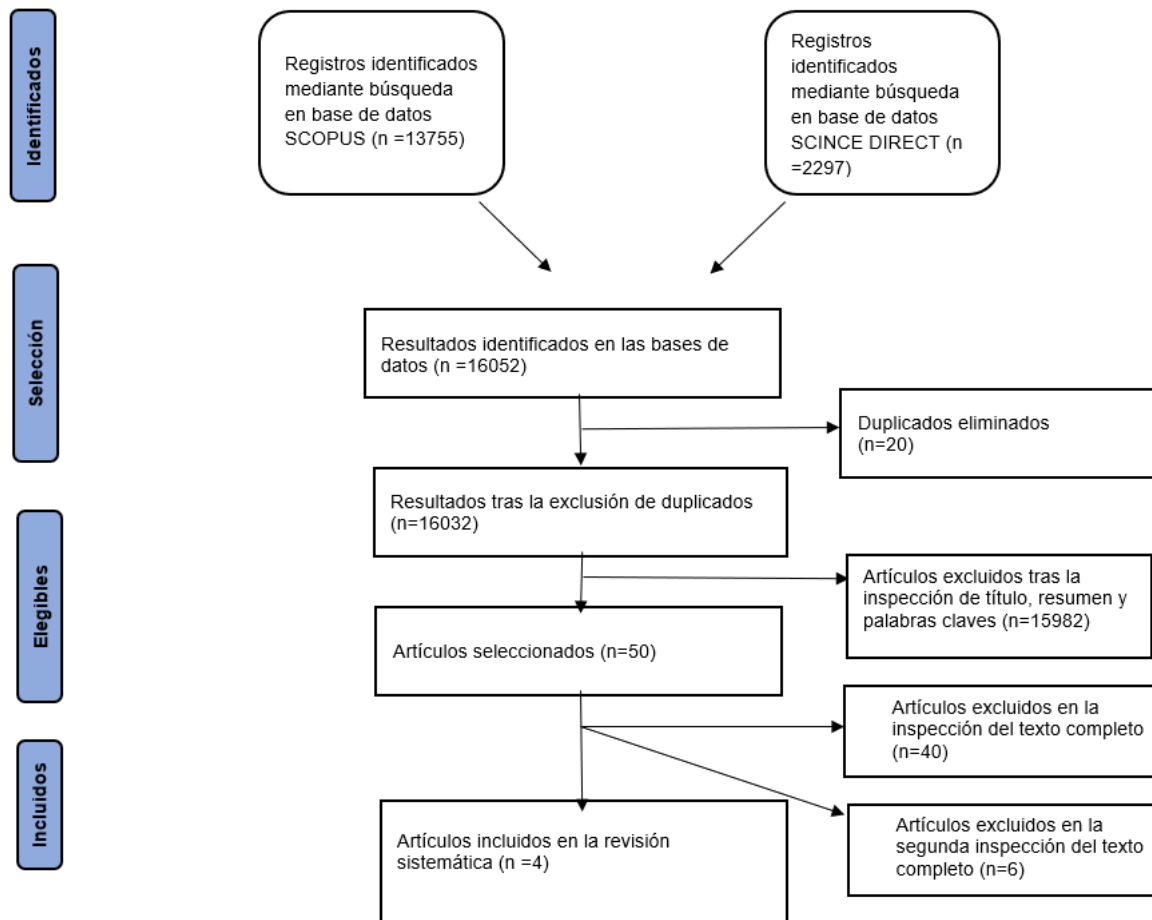 Identificados
Registros identificados
mediante búsqueda
en base de datos
SCOPUS (n =13755)
Registros
identificados
mediante búsqueda
en base de datos
SCINCE DIRECT (n
=2297)
Selección
Resultados identificados en las bases de
datos (n =16052)
Duplicados eliminados
(n=20)
Resultados tras la exclusión de duplicados
(n=16032)
Elegibles
Artículos excluidos tras la
inspección de título, resumen y
palabras claves (n=15982)
Artículos seleccionados (n=50)
Artículos excluidos en la
inspección del texto completo
(n=40)
Incluidos
Artículos incluidos en la revisión
sistemática (n =4)
Artículos excluidos en la
segunda inspección del texto
completo (n=6)